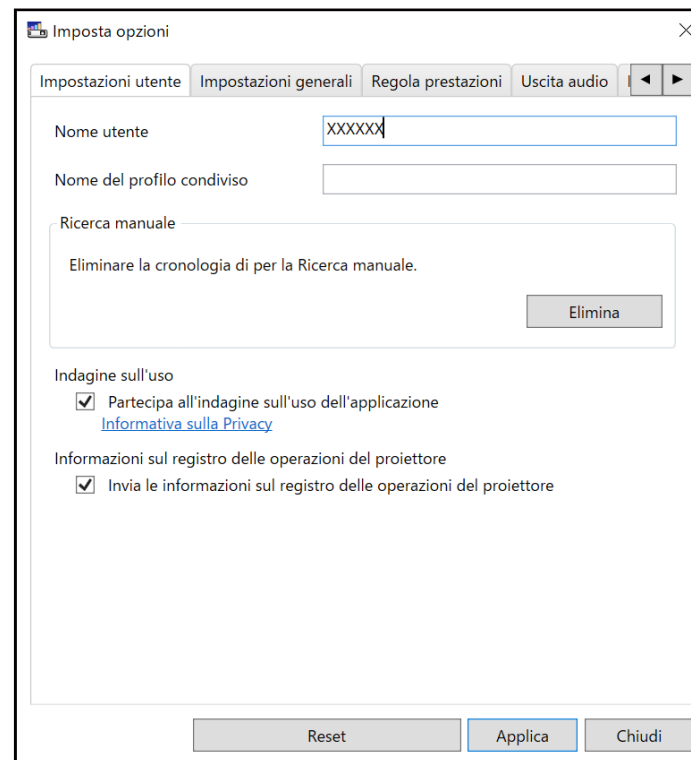 Imposta opzioni
Impostazioni utente Impostazioni generali Regola prestazioni Uscita audio
Nome utente XXXXXX
Nome del profilo condiviso
Ricerca manuale
Eliminare la cronologia di per la Ricerca manuale.
Elimina
Indagine sull'uso
Partecipa all'indagine sull'uso dell'applicazione
Informativa sulla Privacy
Informazioni sul registro delle operazioni del proiettore
Invia le informazioni sul registro delle operazioni del proiettore
Reset Applica Chiudi